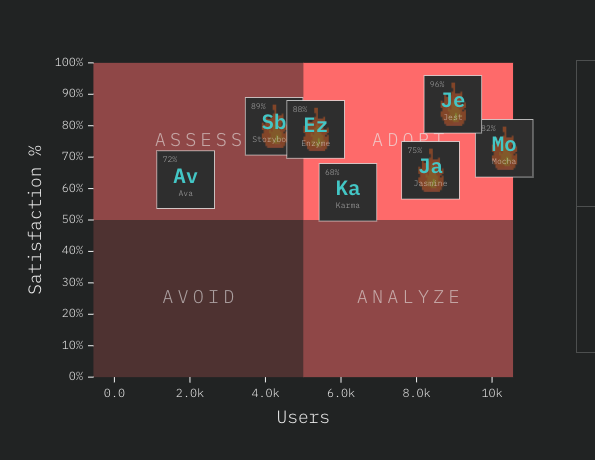 100%
90%
80%
70%
60%
50%
40%
30%
20%
10%
0%
Satisfaction %
ASSESS
ADOPT
AVOID
ANALYZE
96%
Je
Jest
89%
Sb
88%
Ez
Enzyme
82%
Mo
Mocha
75%
Ja
Jasmine
72%
Av
Ava
68%
Ka
Karma
0.0
2.0k
4.0k
6.0k
8.0k
10k
Users